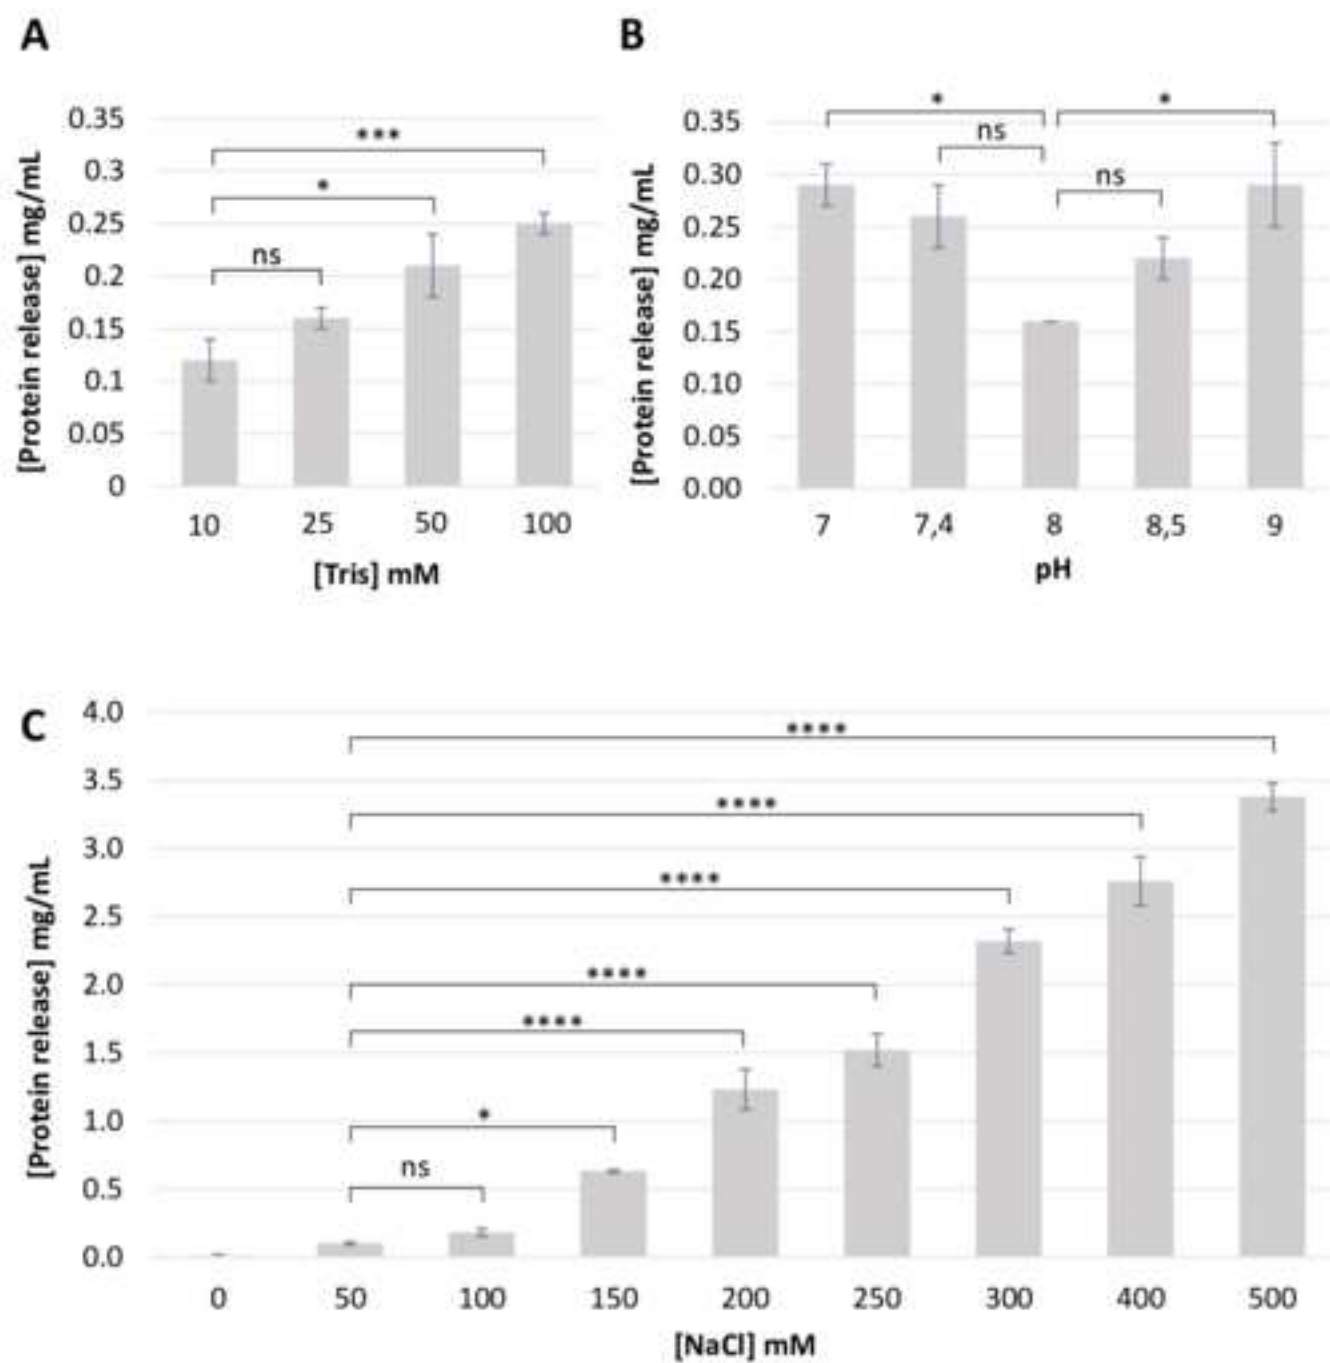 A
B
[Protein release] mg/mL
0.35
0.3
0.25
0.2
0.15
0.1
0.05
0
***
*
ns
10 25 50 100
[Tris] mM
[Protein release] mg/mL
0.35
0.30
0.25
0.20
0.15
0.10
0.05
0.00
* *
ns
ns
7 7,4 8 8,5 9
pH
C
[Protein release] mg/mL
4.0
3.5
3.0
2.5
2.0
1.5
1.0
0.5
0.0
****
****
****
****
****
*
ns
0 50 100 150 200 250 300 400 500
[NaCl] mM